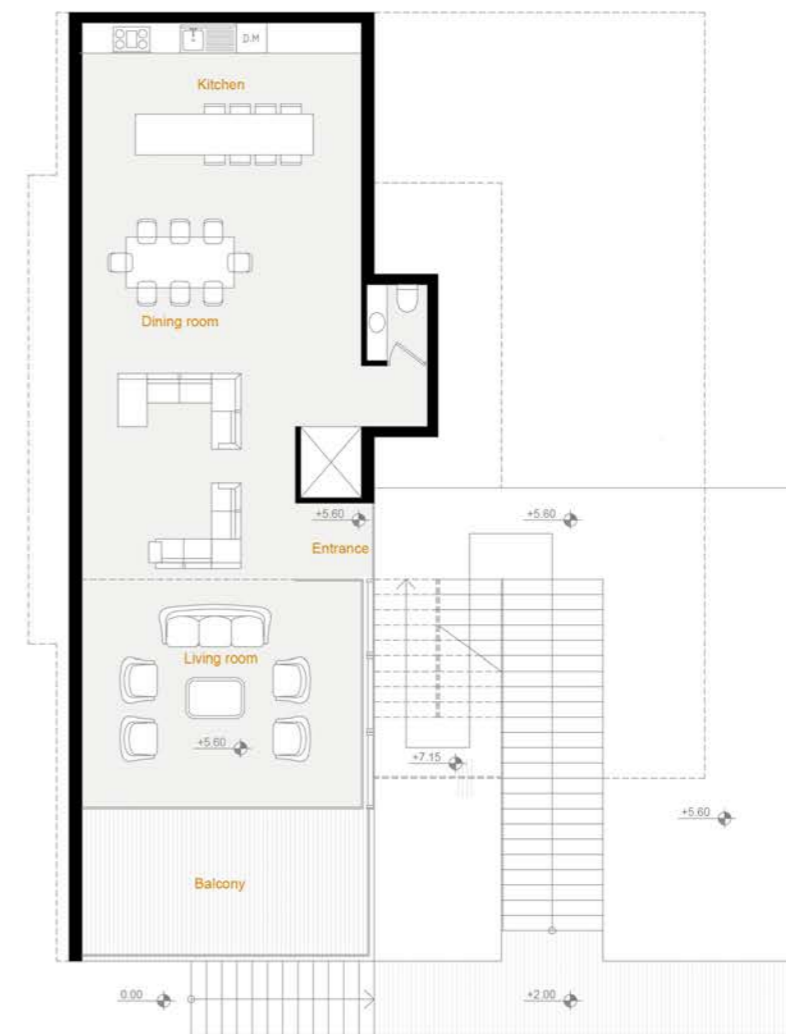 D.M
Kitchen
Dining room
+5.60
+5.60
Entrance
Living room
+5.60
+7.15
+5.60
Balcony
0.00
+2.00